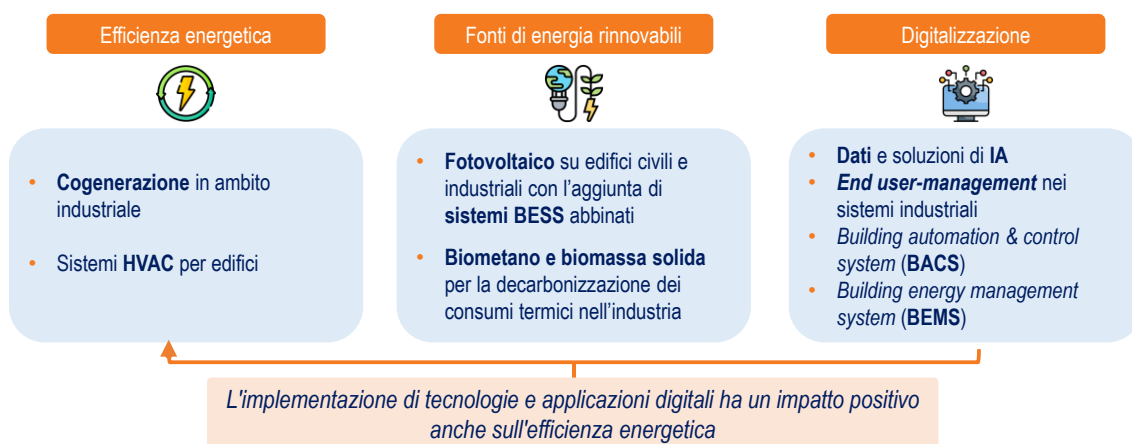 Efficienza energetica
Fonti di energia rinnovabili
Digitalizzazione
• Cogenerazione in ambito
industriale
• Sistemi HVAC per edifici
• Fotovoltaico su edifici civili e
industriali con l'aggiunta di
sistemi BESS abbinati
• Biometano e biomassa solida
per la decarbonizzazione dei
consumi termici nell'industria
• Dati e soluzioni di IA
• End user-management nei
sistemi industriali
• Building automation & control
system (BACS)
• Building energy management
system (BEMS)
L'implementazione di tecnologie e applicazioni digitali ha un impatto positivo
anche sull'efficienza energetica